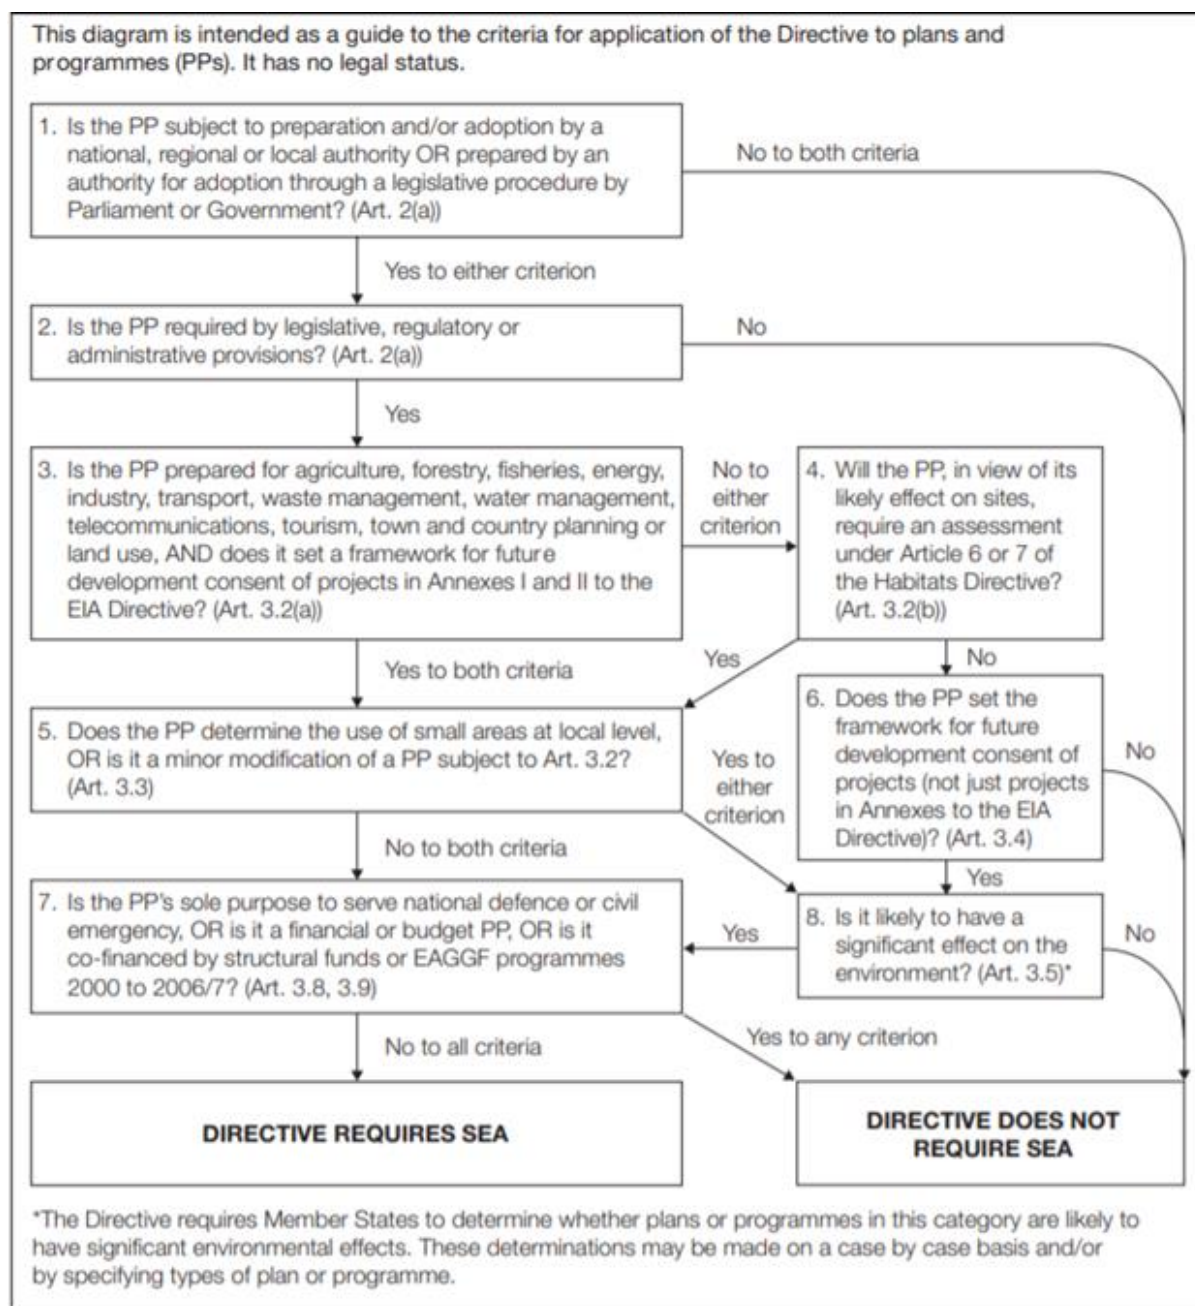 This diagram is intended as a guide to the criteria for application of the Directive to plans and
programmes (PPs). It has no legal status.
1. Is the PP subject to preparation and/or adoption by a
national, regional or local authority OR prepared by an
authority for adoption through a legislative procedure by
Parliament or Government? (Art. 2(a))
No to both criteria
Yes to either criterion
2. Is the PP required by legislative, regulatory or
administrative provisions? (Art. 2(a))
No
Yes
3. Is the PP prepared for agriculture, forestry, fisheries, energy,
industry, transport, waste management, water management,
telecommunications, tourism, town and country planning or
land use, AND does it set a framework for future
development consent of projects in Annexes I and II to the
EIA Directive? (Art. 3.2(a))
No to
either
criterion
4. Will the PP, in view of its
likely effect on sites,
require an assessment
under Article 6 or 7 of
the Habitats Directive?
(Art. 3.2(b))
Yes to both criteria
Yes
No
5. Does the PP determine the use of small areas at local level,
OR is it a minor modification of a PP subject to Art. 3.2?
(Art. 3.3)
Yes to
either
criterion
6. Does the PP set the
framework for future
development consent of
projects (not just projects
in Annexes to the EIA
Directive)? (Art. 3.4)
No
No to both criteria
Yes
7. Is the PP's sole purpose to serve national defence or civil
emergency, OR is it a financial or budget PP, OR is it
co-financed by structural funds or EAGGF programmes
2000 to 2006/7? (Art. 3.8, 3.9)
Yes
8. Is it likely to have a
significant effect on the
environment? (Art. 3.5)*
No
No to all criteria
Yes to any criterion
DIRECTIVE REQUIRES SEA
DIRECTIVE DOES NOT
REQUIRE SEA
*The Directive requires Member States to determine whether plans or programmes in this category are likely to
have significant environmental effects. These determinations may be made on a case by case basis and/or
by specifying types of plan or programme.